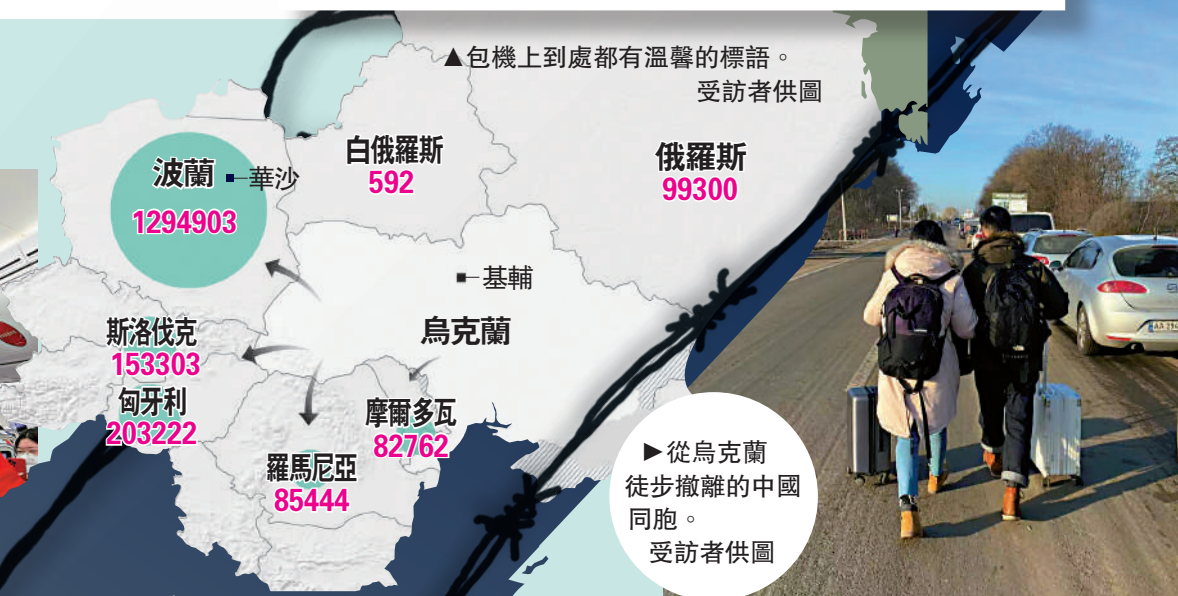 ▲包機上到處都有溫馨的標語。
受訪者供圖
白俄羅斯
592
俄羅斯
99300
波蘭
華沙
1294903
基輔
烏克蘭
斯洛伐克
153303
匈牙利
203222
摩爾多瓦
82762
羅馬尼亞
85444
▶從烏克蘭
徒步撤離的中國
同胞。
受訪者供圖